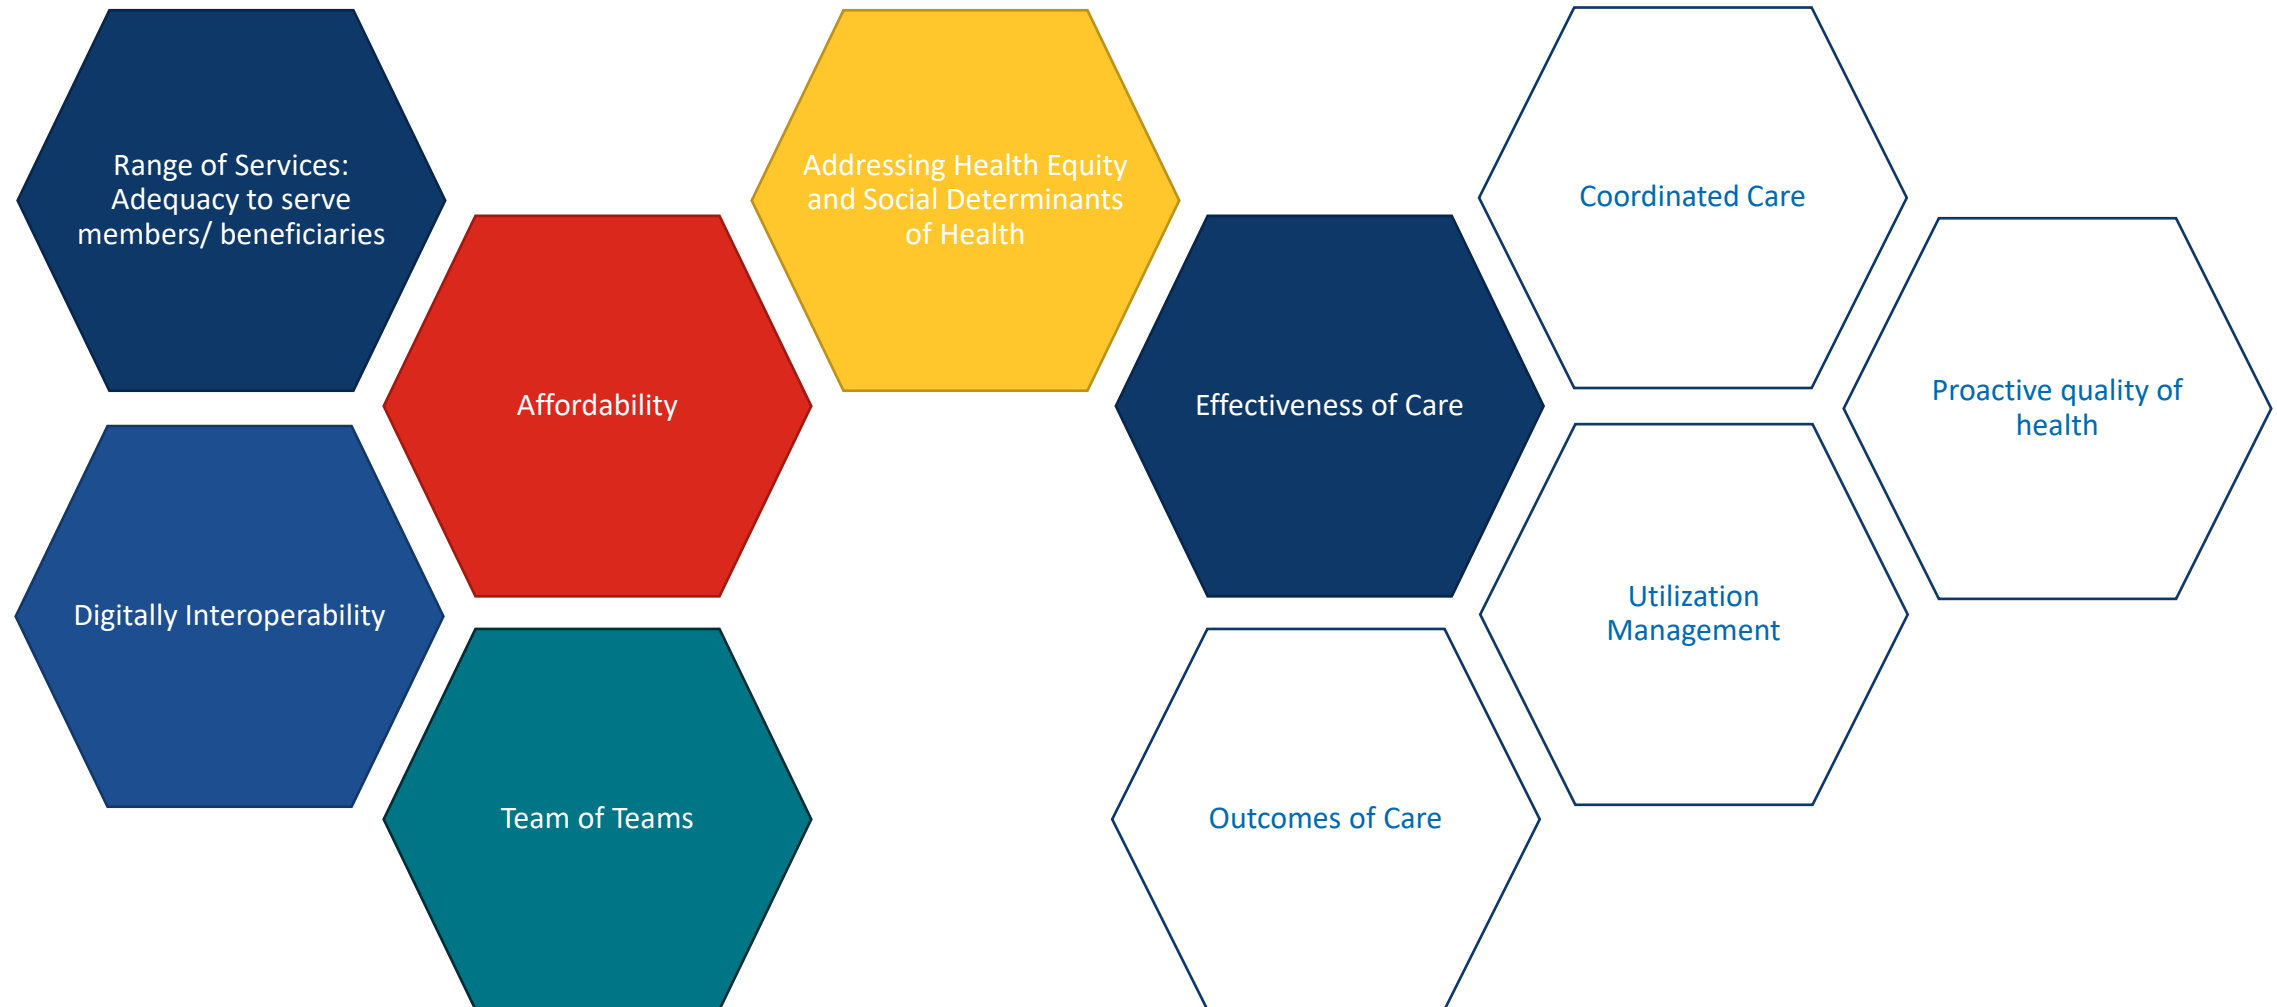 Range of Services:
Adequacy to serve
members/ beneficiaries
Addressing Health Equity
and Social Determinants
of Health
Coordinated Care
Affordability
Effectiveness of Care
Proactive quality of
health
Digitally Interoperability
Utilization
Management
Team of Teams
Outcomes of Care